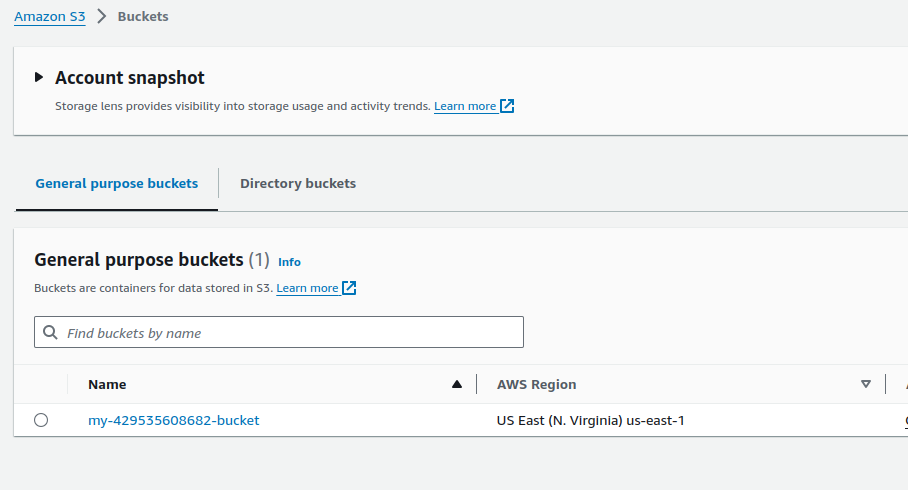 Amazon S3 > Buckets
Account snapshot
Storage lens provides visibility into storage usage and activity trends. Learn more
General purpose buckets Directory buckets
General purpose buckets (1) Info
Buckets are containers for data stored in S3. Learn more
Find buckets by name
Name AWS Region
my-429535608682-bucket US East (N. Virginia) us-east-1